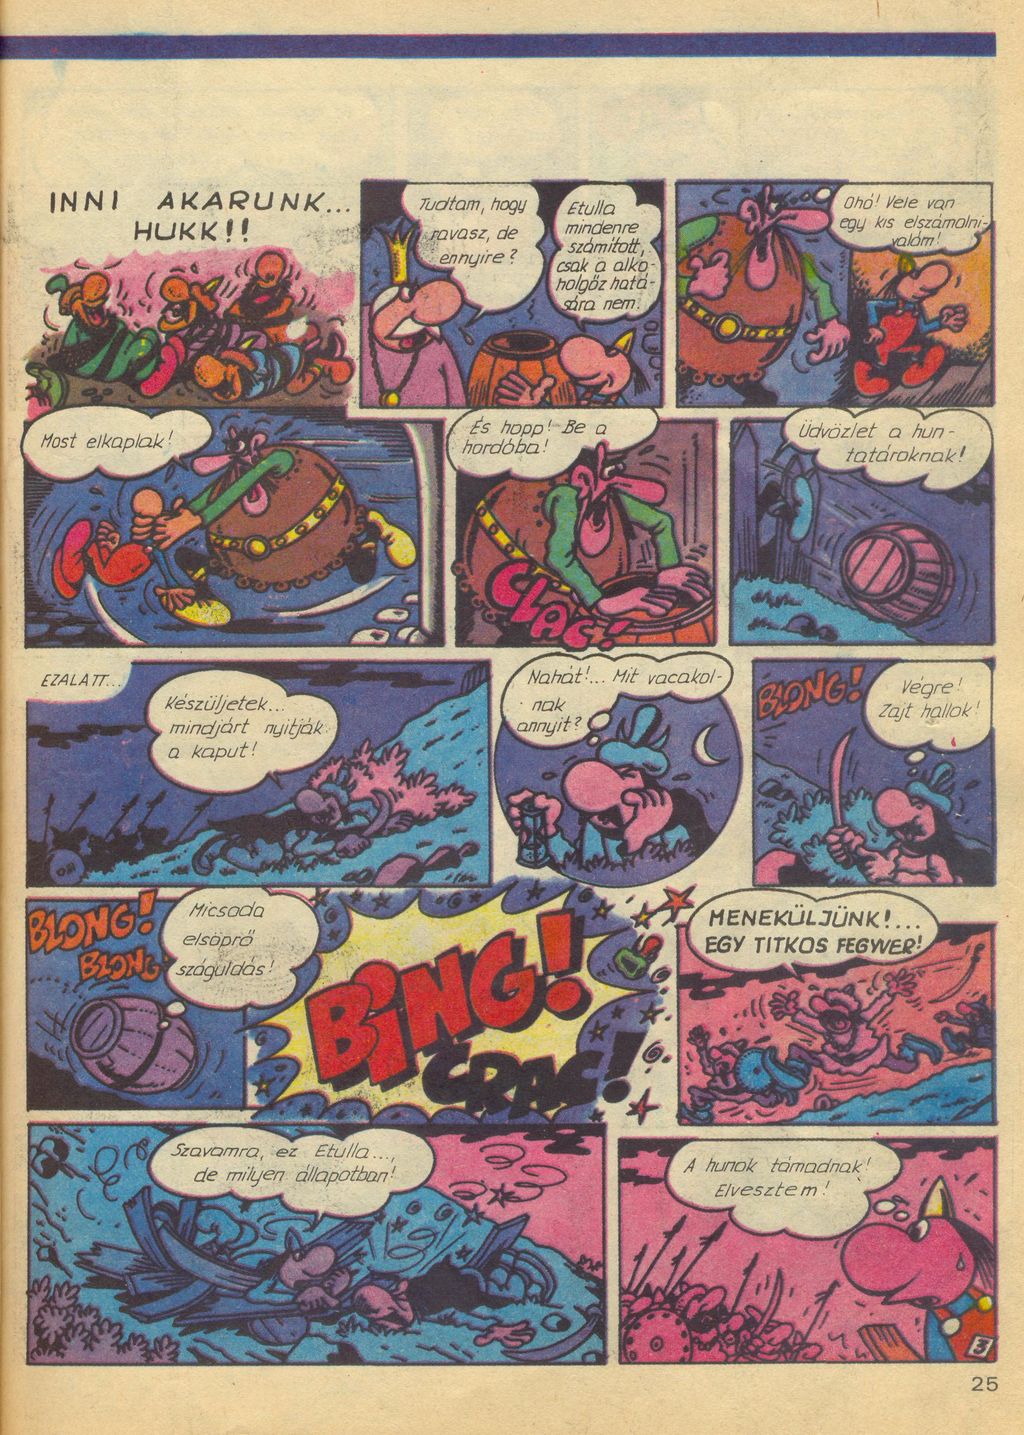 INNI AKARUNK...
HUKK!!
Tudtam, hogy
ravasz, de
ennyire?
Etulla
mindenre
számított,
csak a alko-
holgőz hatá-
sára nem.
Ohó! Vele van
egy kis elszámolni-
valóm!
Most elkaplak!
És hopp! Be a
hordóba!
CLAC!
Üdvözlet a hun-
tatároknak!
EZALATT...
Készüljetek...
mindjárt nyitják
a kaput!
Nahát!... Mit vacakol-
nak
annyit?
BLONG!
Végre!
Zajt hallok!
BLONG!
BLONG
Micsoda
elsöprő
száguldás!
BING!
CRAC!
MENEKÜLJÜNK!...
EGY TITKOS FEGYVER!
Szavamra, ez Etulla...,
de milyen állapotban!
A hunok támadnak!
Elvesztem!
3
25